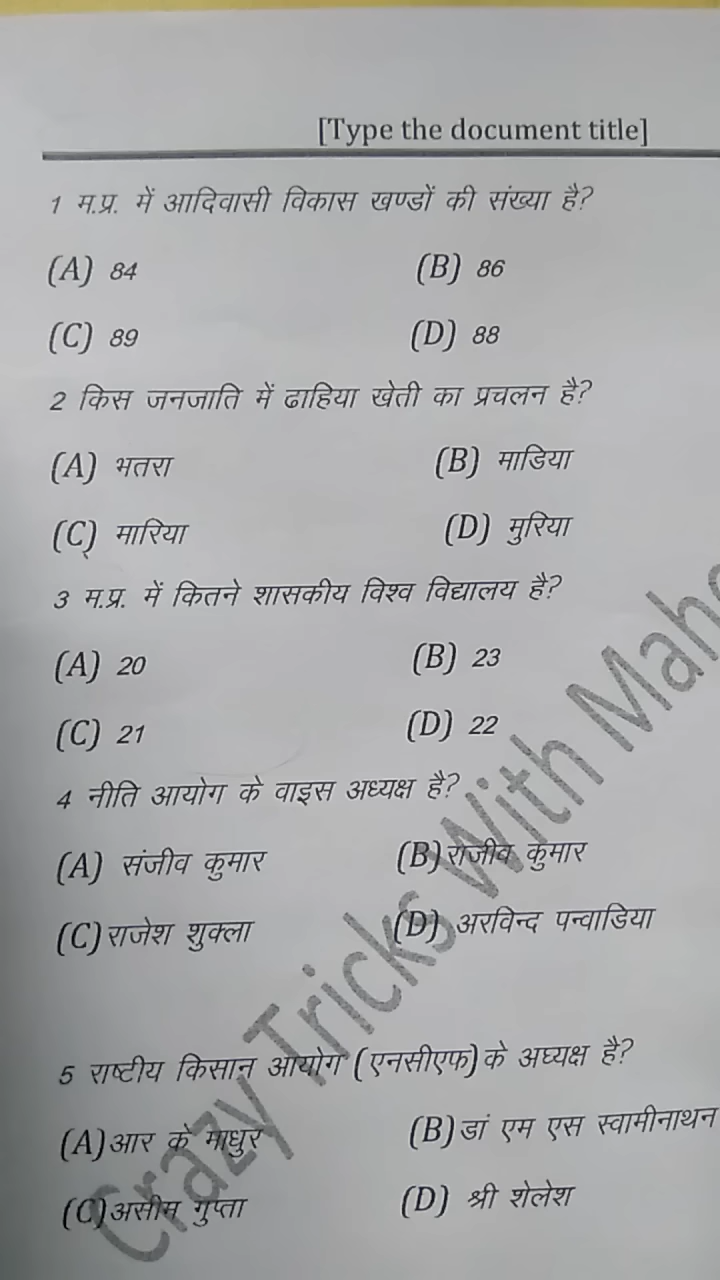 [Type the document title]
1 म.प्र. में आदिवासी विकास खण्डों की संख्या है?
(A) 84 (B) 86
(C) 89 (D) 88
2 किस जनजाति में ढाहिया खेती का प्रचलन है?
(A) भतरा (B) माडिया
(C) मारिया (D) मुरिया
3 म.प्र. में कितने शासकीय विश्व विद्यालय है?
(A) 20 (B) 23
(C) 21 (D) 22
4 नीति आयोग के वाइस अध्यक्ष है?
(A) संजीव कुमार (B) राजीव कुमार
(C) राजेश शुक्ला (D) अरविन्द पन्वाडिया
5 राष्टीय किसान आयोग (एनसीएफ) के अघ्यक्ष है?
(A) आर के माधुर (B) डां एम एस स्वामीनाथन
(C) असीम गुप्ता (D) श्री शेलेश
Crazy Tricks With